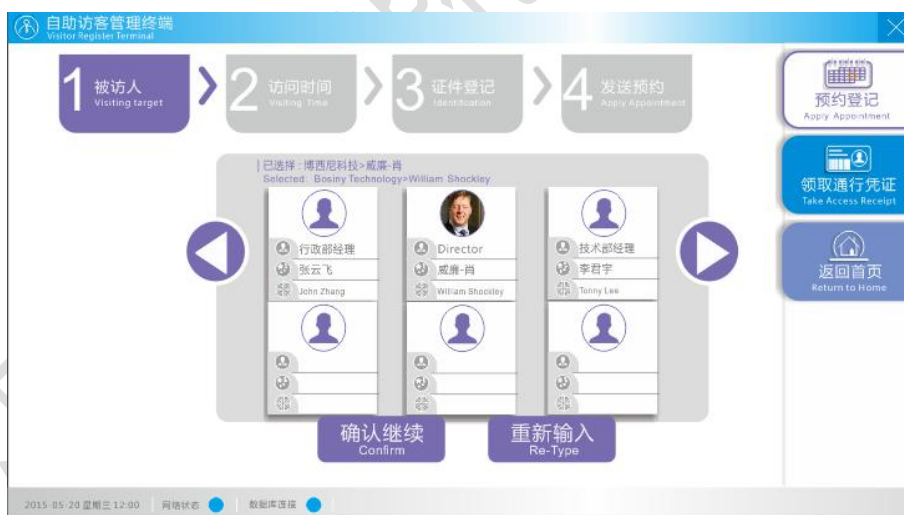 自助访客管理终端
Visitor Register Terminal
1 被访人
Visiting target
2 访问时间
Visiting Time
3 证件登记
Identification
4 发送预约
Apply Appointment
预约登记
Apply Appointment
领取通行凭证
Take Access Receipt
返回首页
Return to Home
已选择:博西尼科技>威廉-肖
Selected: Bosiny Technology>William Shockley
行政部经理
张云飞
John Zhang
Director
威廉-肖
William Shockley
技术部经理
李君宇
Tonny Lee
确认继续
Confirm
重新输入
Re-Type
2015-05-20 星期三 12:00 网络状态 数据库连接